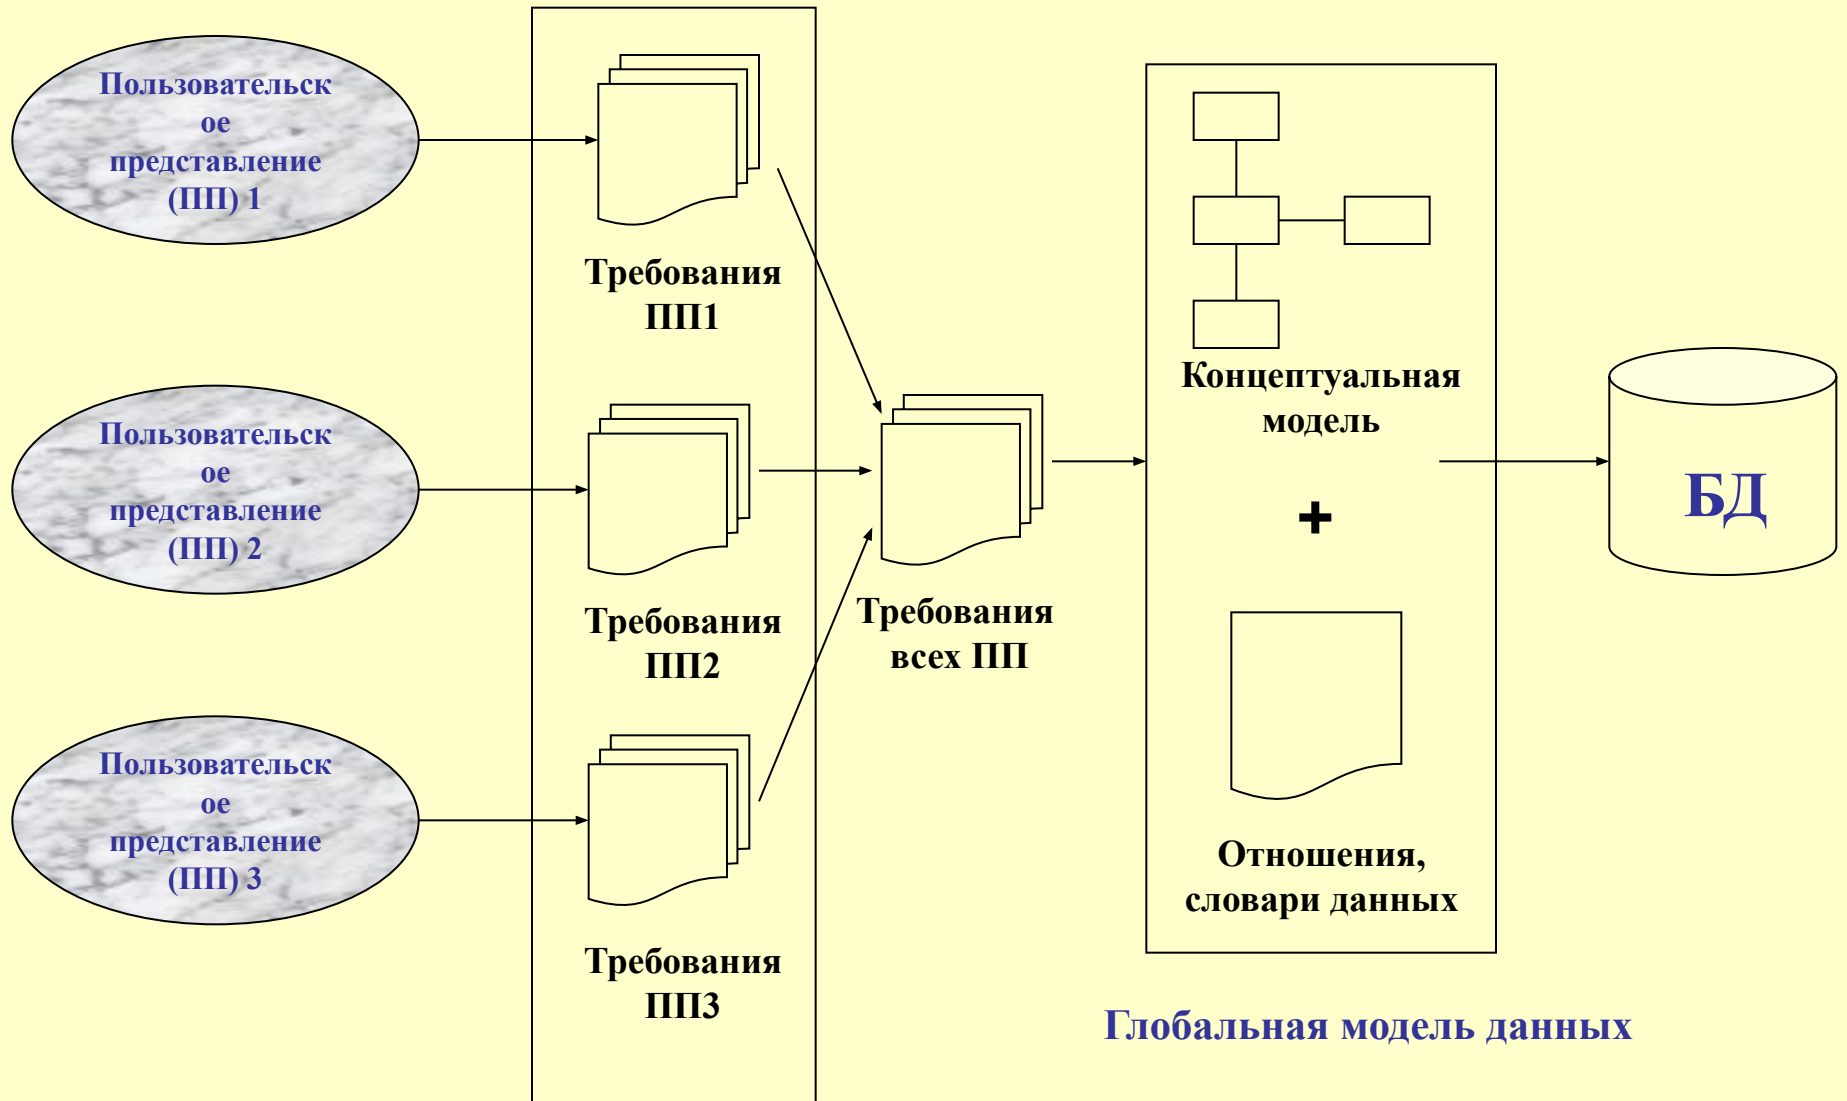 Пользовательск
ое
представление
(ПП) 1
Требования
ПП1
Пользовательск
ое
представление
(ПП) 2
Требования
ПП2
Пользовательск
ое
представление
(ПП) 3
Требования
ПП3
Требования
всех ПП
Концептуальная
модель
+
Отношения,
словари данных
Глобальная модель данных
БД